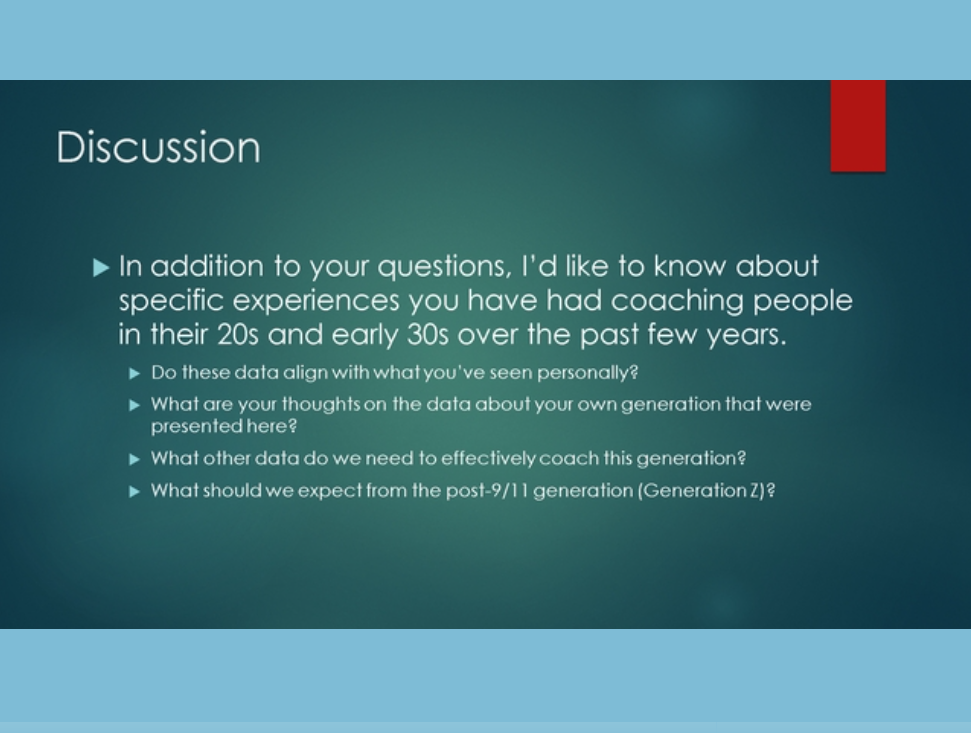 Discussion
In addition to your questions, I'd like to know about
specific experiences you have had coaching people
in their 20s and early 30s over the past few years.
Do these data align with what you've seen personally?
What are your thoughts on the data about your own generation that were
presented here?
What other data do we need to effectively coach this generation?
What should we expect from the post-9/11 generation (Generation Z)?